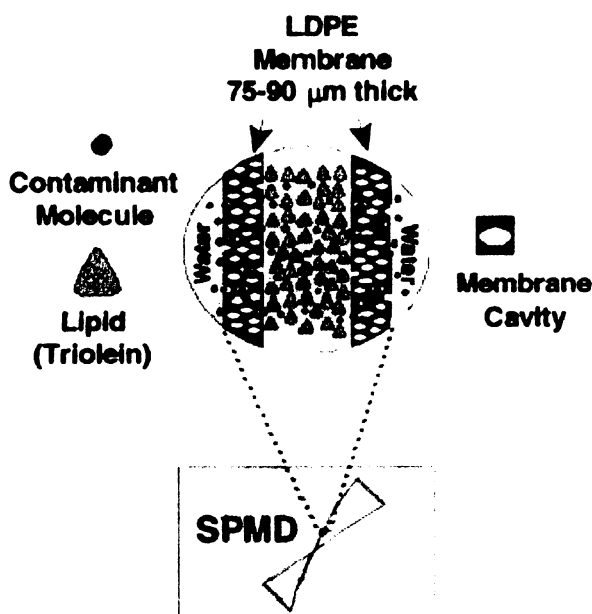 LDPE
Membrane
75-90 μm thick
Contaminant
Molecule
Lipid
(Triolein)
Water
Water
Membrane
Cavity
SPMD